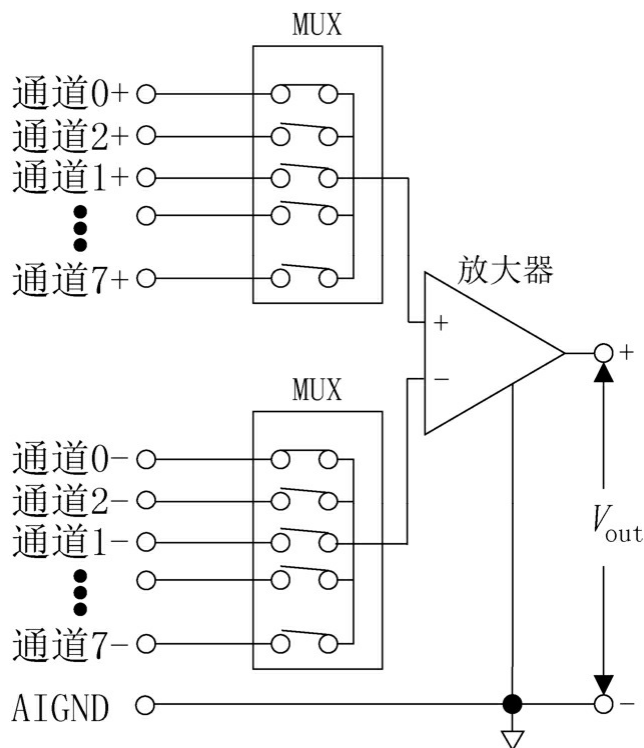 MUX
通道0+
通道2+
通道1+
通道7+
放大器
+
−
+
MUX
通道0-
通道2-
通道1-
通道7-
Vout
AIGND
-